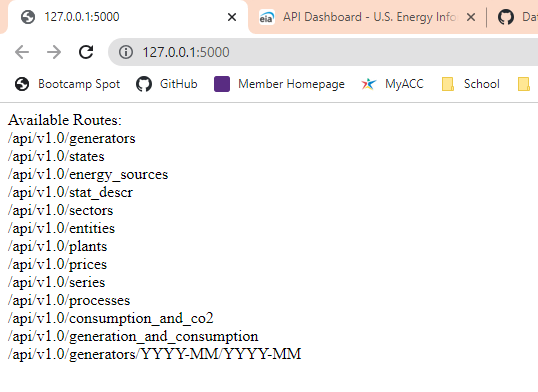 127.0.0.1:5000
API Dashboard - U.S. Energy Info
Dat
127.0.0.1:5000
Bootcamp Spot
GitHub
Member Homepage
MyACC
School
Available Routes:
/api/v1.0/generators
/api/v1.0/states
/api/v1.0/energy_sources
/api/v1.0/stat_descr
/api/v1.0/sectors
/api/v1.0/entities
/api/v1.0/plants
/api/v1.0/prices
/api/v1.0/series
/api/v1.0/processes
/api/v1.0/consumption_and_co2
/api/v1.0/generation_and_consumption
/api/v1.0/generators/YYYY-MM/YYYY-MM